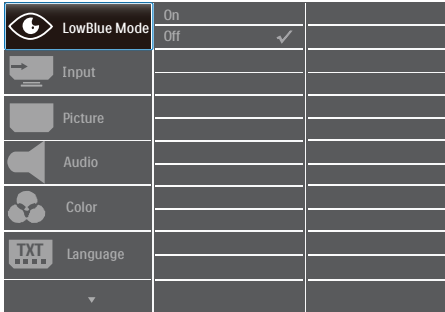 LowBlue Mode
On
Off
Input
Picture
Audio
Color
TXT
Language